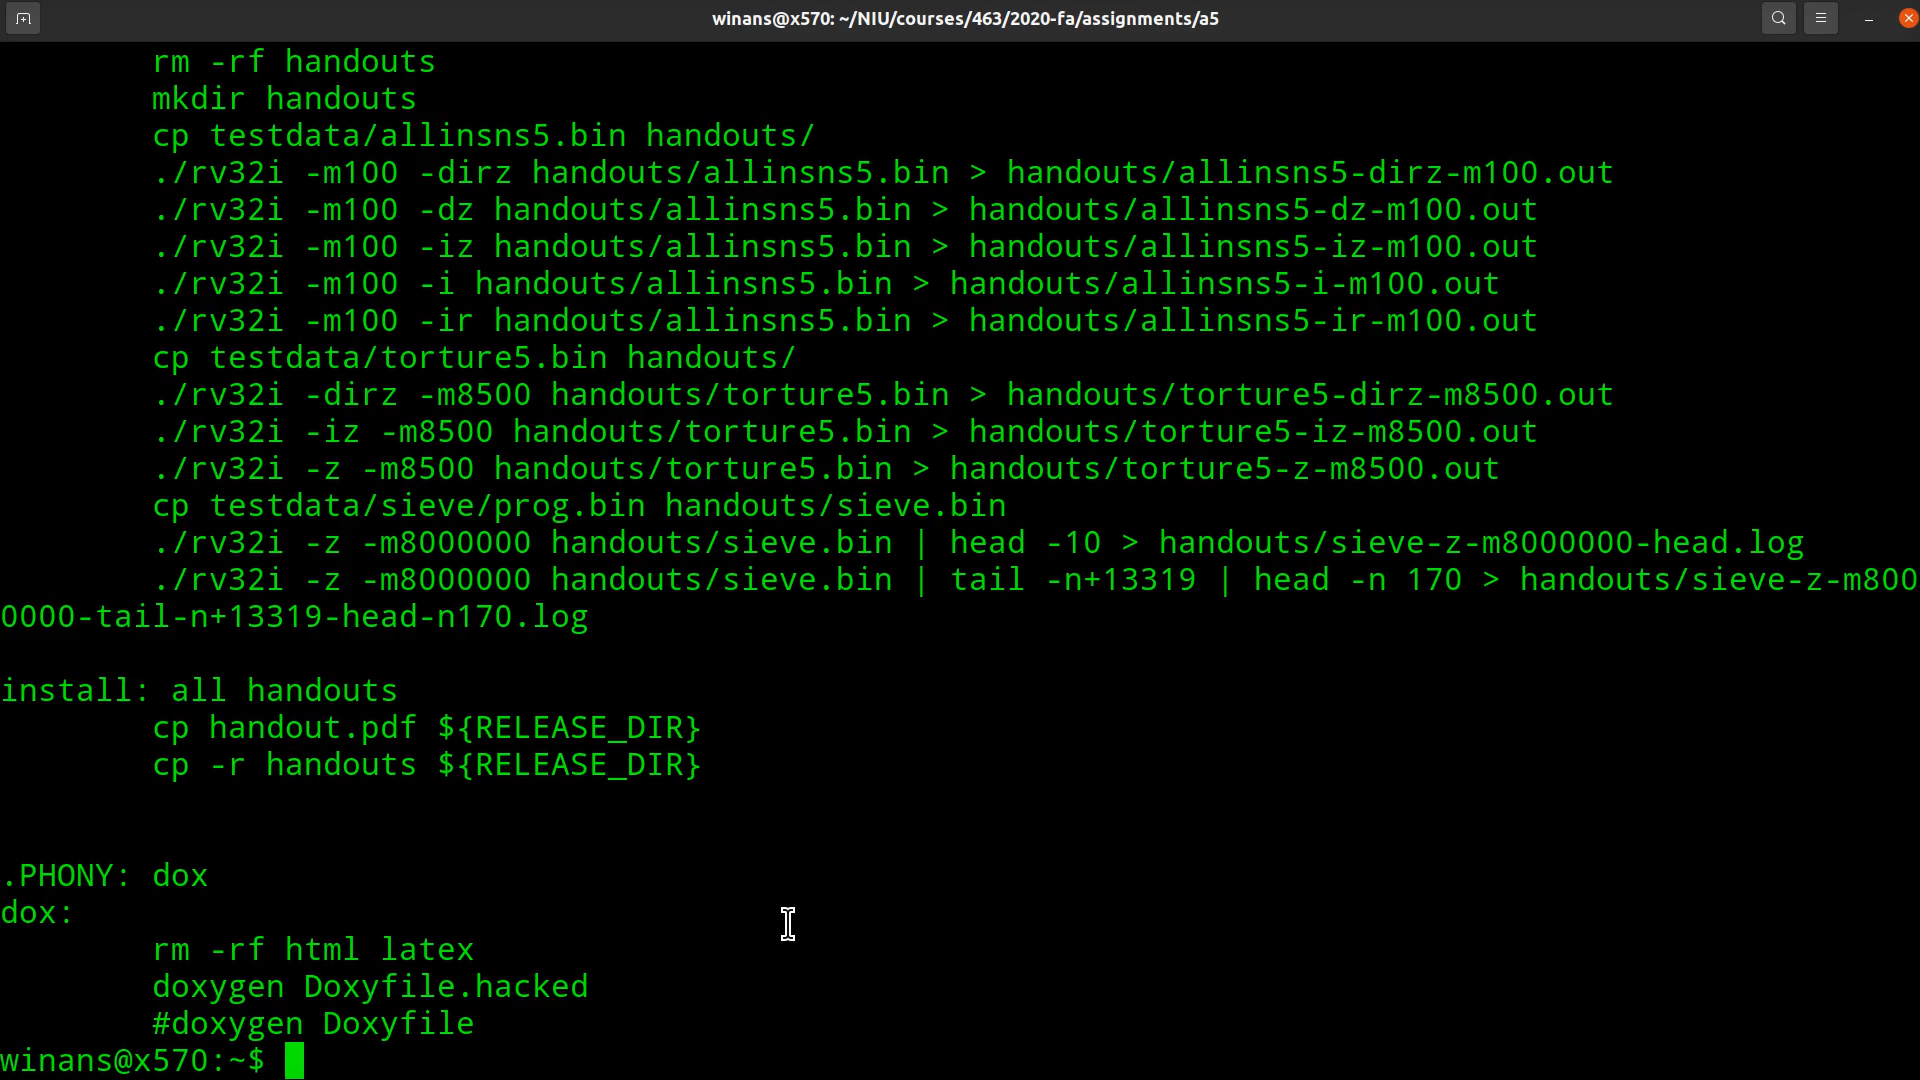 winans@x570: ~/NIU/courses/463/2020-fa/assignments/a5
rm -rf handouts
mkdir handouts
cp testdata/allinsns5.bin handouts/
./rv32i -m100 -dirz handouts/allinsns5.bin > handouts/allinsns5-dirz-m100.out
./rv32i -m100 -dz handouts/allinsns5.bin > handouts/allinsns5-dz-m100.out
./rv32i -m100 -iz handouts/allinsns5.bin > handouts/allinsns5-iz-m100.out
./rv32i -m100 -i handouts/allinsns5.bin > handouts/allinsns5-i-m100.out
./rv32i -m100 -ir handouts/allinsns5.bin > handouts/allinsns5-ir-m100.out
cp testdata/torture5.bin handouts/
./rv32i -dirz -m8500 handouts/torture5.bin > handouts/torture5-dirz-m8500.out
./rv32i -iz -m8500 handouts/torture5.bin > handouts/torture5-iz-m8500.out
./rv32i -z -m8500 handouts/torture5.bin > handouts/torture5-z-m8500.out
cp testdata/sieve/prog.bin handouts/sieve.bin
./rv32i -z -m8000000 handouts/sieve.bin | head -10 > handouts/sieve-z-m8000000-head.log
./rv32i -z -m8000000 handouts/sieve.bin | tail -n+13319 | head -n 170 > handouts/sieve-z-m800
0000-tail-n+13319-head-n170.log
install: all handouts
cp handout.pdf ${RELEASE_DIR}
cp -r handouts ${RELEASE_DIR}
.PHONY: dox
dox:
rm -rf html latex
doxygen Doxyfile.hacked
#doxygen Doxyfile
winans@x570:~$